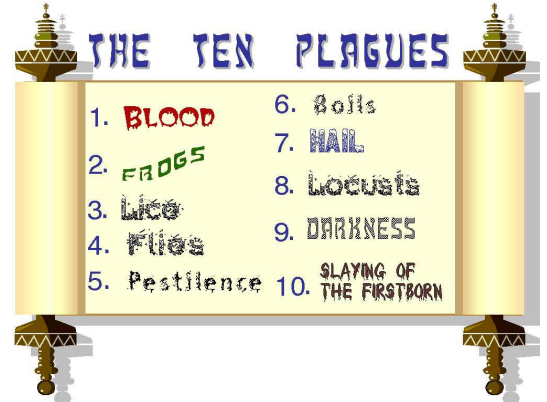 THE TEN PLAGUES
1. BLOOD
2. FROGS
3. Lice
4. Flies
5. Pestilence
6. Boils
7. HAIL
8. Locusts
9. DARKNESS
10. SLAYING OF
THE FIRSTBORN